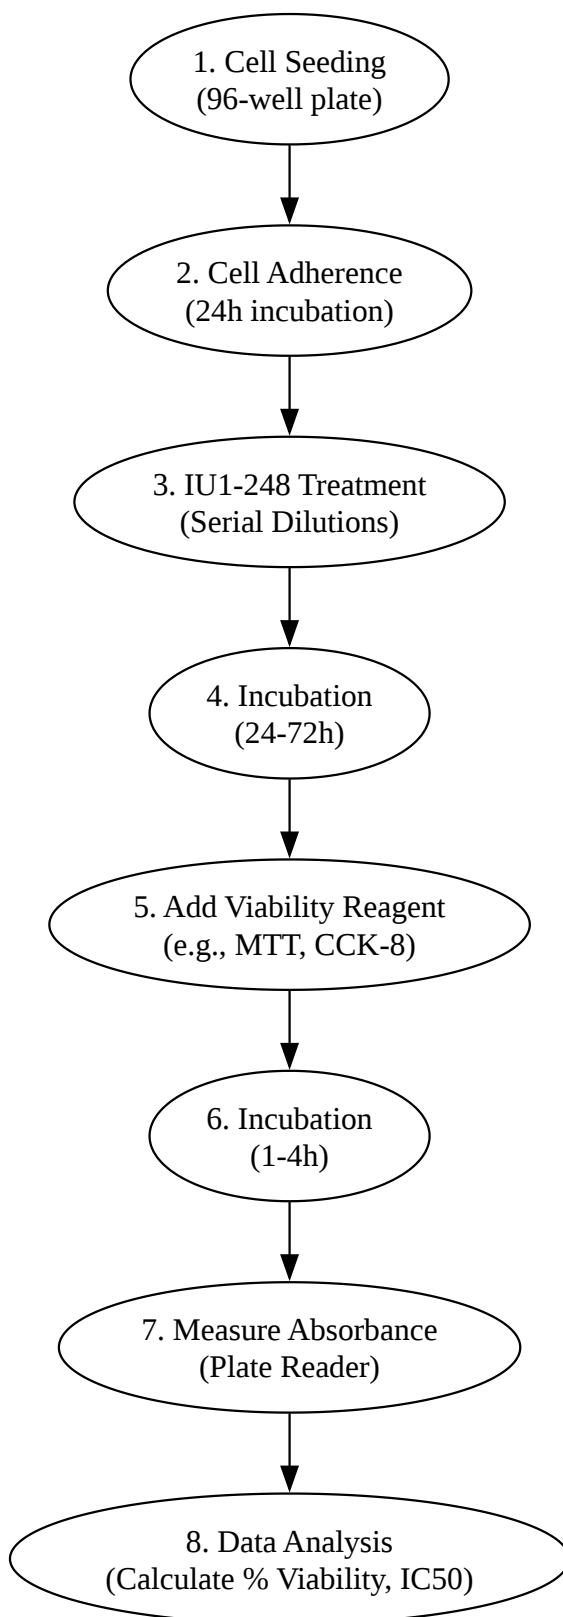 1. Cell Seeding
(96-well plate)
2. Cell Adherence
(24h incubation)
3. IU1-248 Treatment
(Serial Dilutions)
4. Incubation
(24-72h)
5. Add Viability Reagent
(e.g., MTT, CCK-8)
6. Incubation
(1-4h)
7. Measure Absorbance
(Plate Reader)
8. Data Analysis
(Calculate % Viability, IC50)